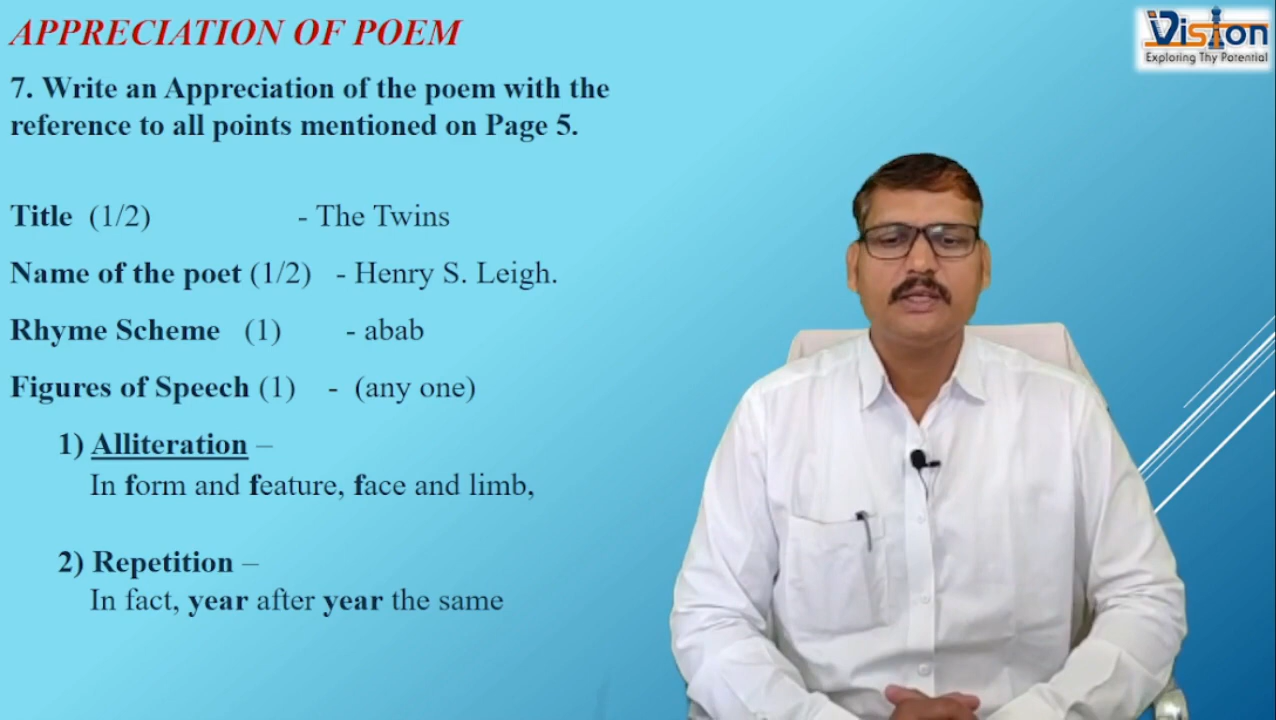 APPRECIATION OF POEM
Vision
Exploring Thy Potential
7. Write an Appreciation of the poem with the
reference to all points mentioned on Page 5.
Title (1/2) - The Twins
Name of the poet (1/2) - Henry S. Leigh.
Rhyme Scheme (1) - abab
Figures of Speech (1) - (any one)
1) Alliteration –
In form and feature, face and limb,
2) Repetition –
In fact, year after year the same